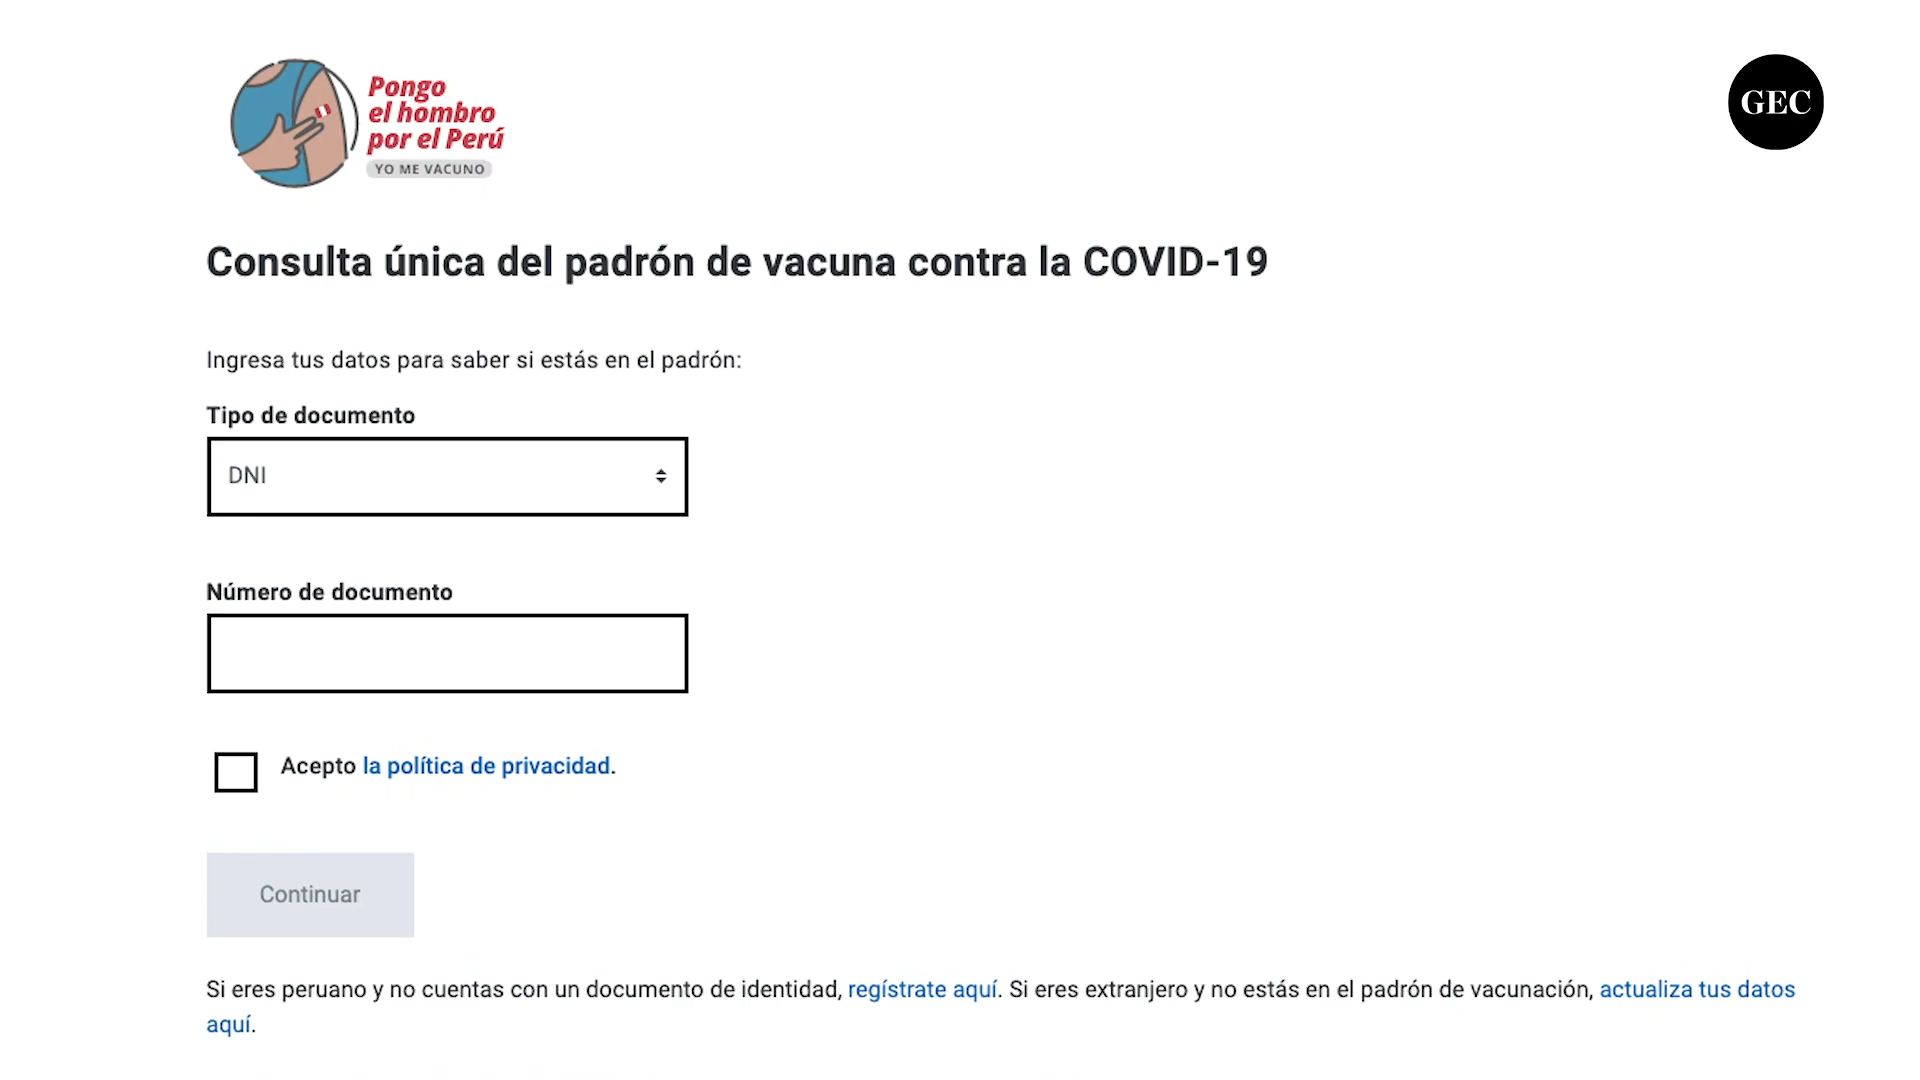 Pongo
el hombro
por el Perú
YO ME VACUNO
GEC
Consulta única del padrón de vacuna contra la COVID-19
Ingresa tus datos para saber si estás en el padrón:
Tipo de documento
DNI
Número de documento
Acepto la política de privacidad.
Continuar
Si eres peruano y no cuentas con un documento de identidad, regístrate aquí. Si eres extranjero y no estás en el padrón de vacunación, actualiza tus datos
aquí.